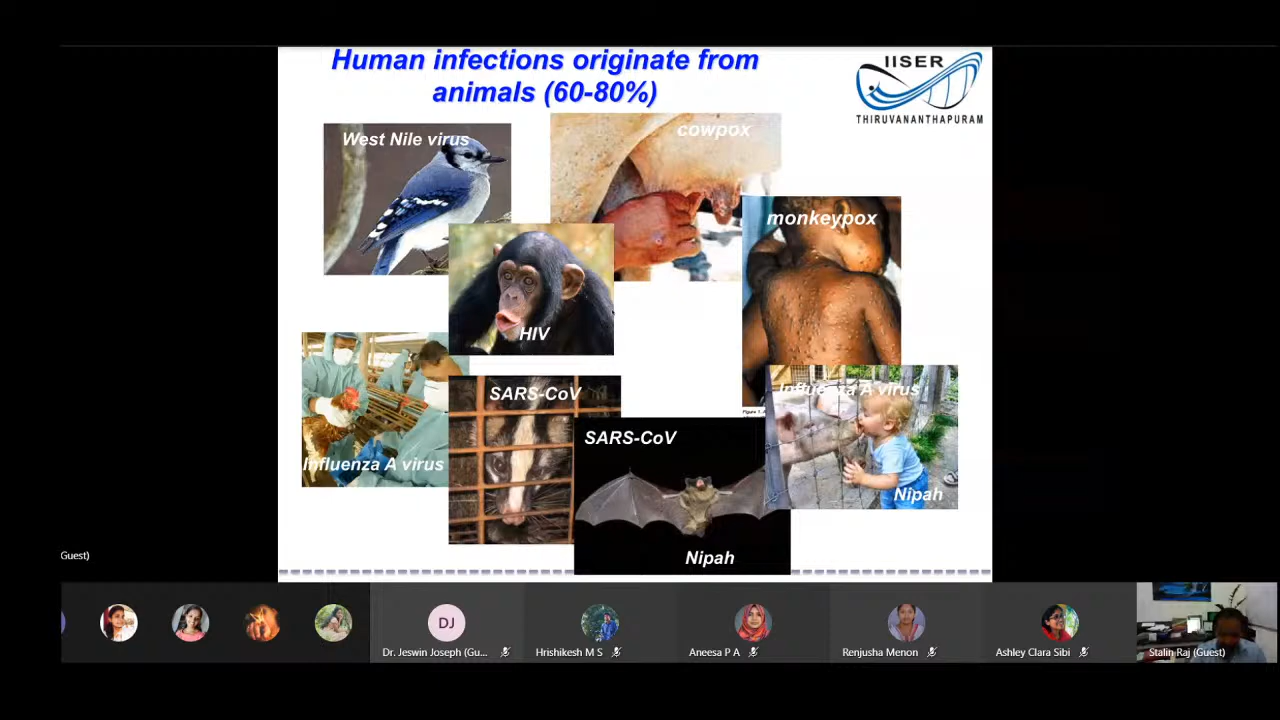 Human infections originate from
animals (60-80%)
IISER
THIRUVANANTHAPURAM
West Nile virus
cowpox
monkeypox
HIV
SARS-CoV
Influenza A virus
SARS-CoV
Influenza A virus
Nipah
Nipah
Guest)
DJ
Dr. Jeswin Joseph (Gu...
Hrishikesh M S
Aneesa P A
Renjusha Menon
Ashley Clara Sibi
Stalin Raj (Guest)